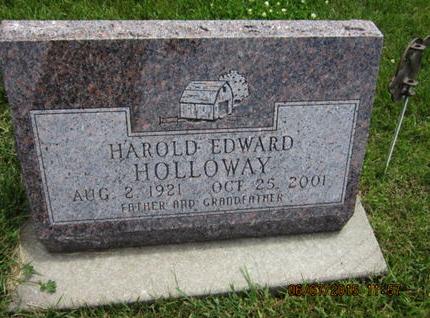 HAROLD EDWARD
HOLLOWAY
AUG. 2, 1921 OCT 25, 2001
FATHER AND GRANDFATHER